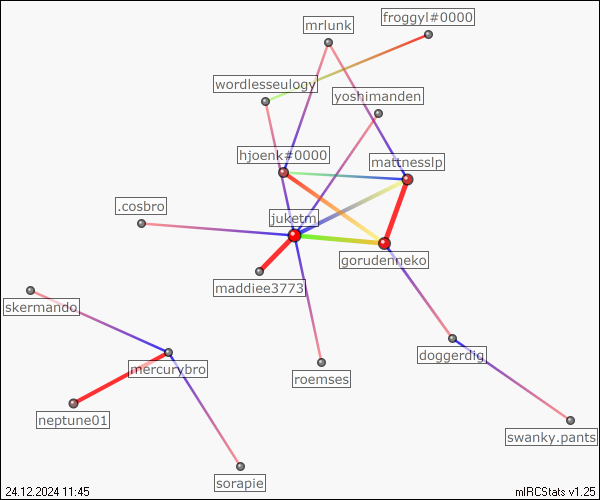 froggyl#0000
mrlunk
wordlesseulogy
yoshimanden
hjoenk#0000
mattnesslp
.cosbro
juketm
gorudenneko
maddiee3773
skermando
doggerdig
mercurybro
roemses
neptune01
swanky.pants
sorapie
24.12.2024 11:45
mIRCStats v1.25